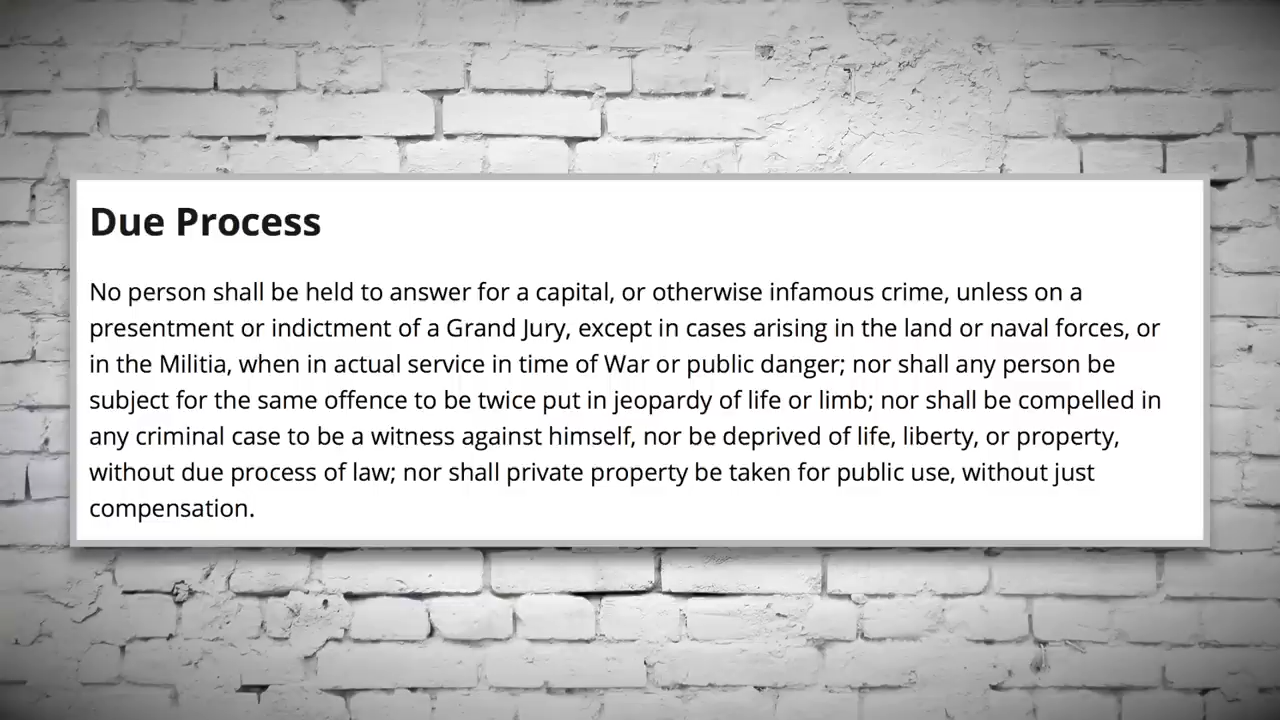 Due Process
No person shall be held to answer for a capital, or otherwise infamous crime, unless on a
presentment or indictment of a Grand Jury, except in cases arising in the land or naval forces, or
in the Militia, when in actual service in time of War or public danger; nor shall any person be
subject for the same offence to be twice put in jeopardy of life or limb; nor shall be compelled in
any criminal case to be a witness against himself, nor be deprived of life, liberty, or property,
without due process of law; nor shall private property be taken for public use, without just
compensation.